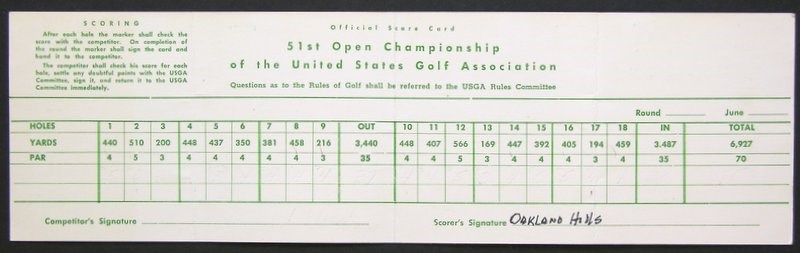 SCORING
After each hole the marker shall check the
score with the competitor. On completion of
the round the marker shall sign the card and
hand it to the competitor.
The competitor shall check his score for each
hole, settle any doubtful points with the USGA
Committee, sign it, and return it to the USGA
Committee immediately.
Official Score Card
51st Open Championship
of the United States Golf Association
Questions as to the Rules of Golf shall be referred to the USGA Rules Committee
Round June
HOLES 1 2 3 4 5 6 7 8 9 OUT 10 11 12 13 14 15 16 17 18 IN TOTAL
YARDS 440 510 200 448 437 350 381 458 216 3,440 448 407 566 169 447 392 405 194 459 3,487 6,927
PAR 4 5 3 4 4 4 4 4 3 35 4 4 5 3 4 4 4 3 4 35 70
Competitor's Signature
Scorer's Signature Oakland Hills